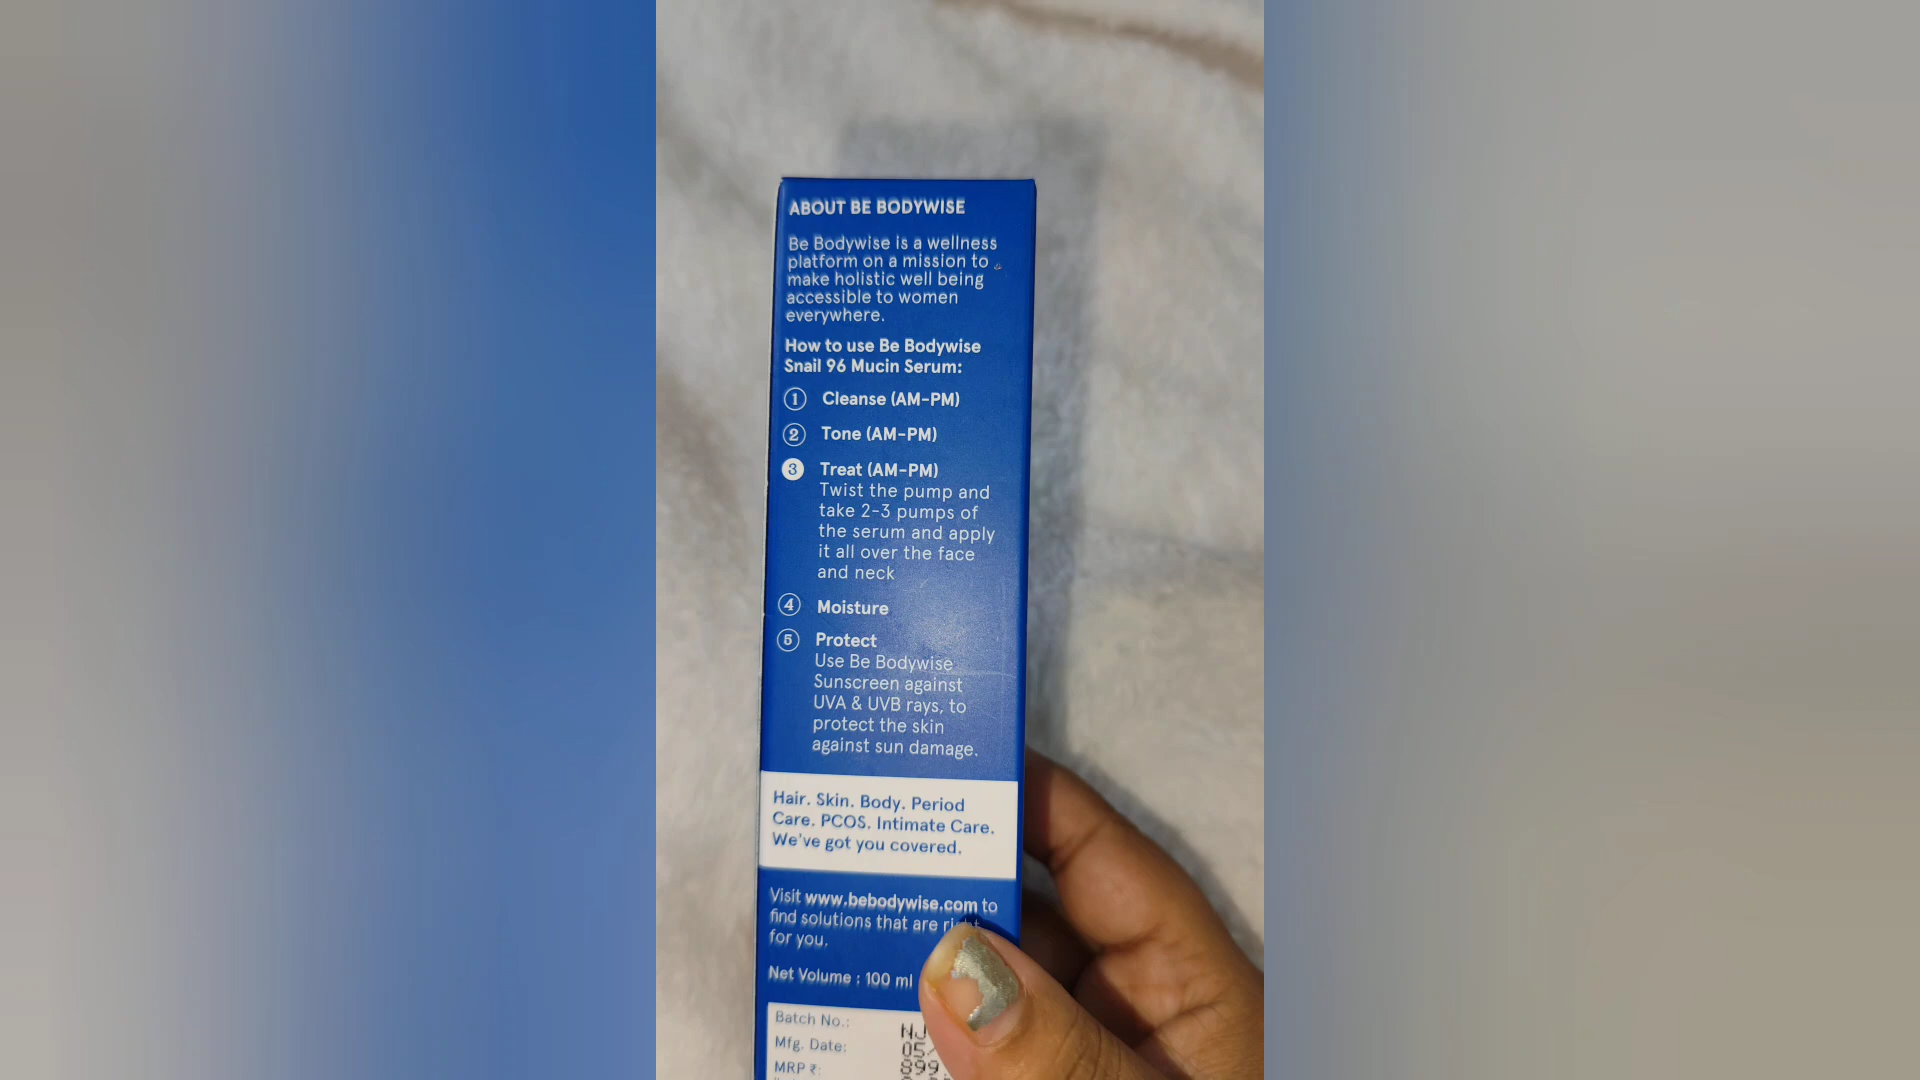 ABOUT BE BODYWISE
Be Bodywise is a wellness
platform on a mission to
make holistic well being
accessible to women
everywhere.
How to use Be Bodywise
Snail 96 Mucin Serum:
1 Cleanse (AM-PM)
2 Tone (AM-PM)
3 Treat (AM-PM)
Twist the pump and
take 2-3 pumps of
the serum and apply
it all over the face
and neck
4 Moisture
5 Protect
Use Be Bodywise
Sunscreen against
UVA & UVB rays, to
protect the skin
against sun damage.
Hair. Skin. Body. Period
Care. PCOS. Intimate Care.
We've got you covered.
Visit www.bebodywise.com to
find solutions that are right
for you.
Net Volume : 100 ml
Batch No.: NJ
Mfg. Date: 05/
MRP ₹: 899